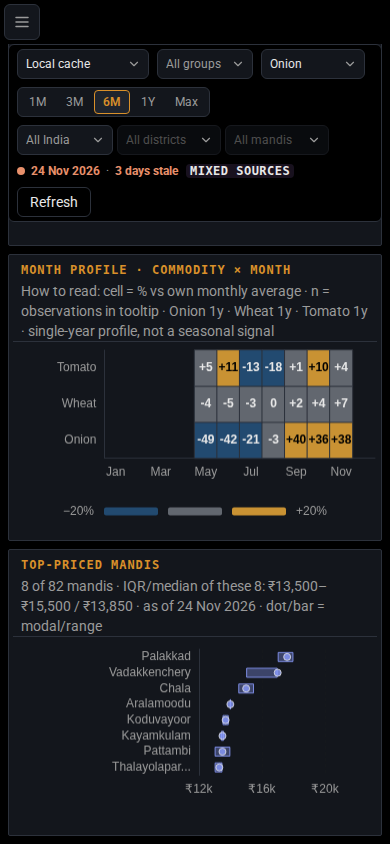 Local cache All groups Onion
1M 3M 6M 1Y Max
All India All districts All mandis
24 Nov 2026 · 3 days stale MIXED SOURCES
Refresh
MONTH PROFILE · COMMODITY × MONTH
How to read: cell = % vs own monthly average · n =
observations in tooltip · Onion 1y · Wheat 1y · Tomato 1y
· single-year profile, not a seasonal signal
Tomato +5 +11 -13 -18 +1 +10 +4
Wheat -4 -5 -3 0 +2 +4 +7
Onion -49 -42 -21 -3 +40 +36 +38
Jan Mar May Jul Sep Nov
−20% +20%
TOP-PRICED MANDIS
8 of 82 mandis · IQR/median of these 8: ₹13,500–
₹15,500 / ₹13,850 · as of 24 Nov 2026 · dot/bar =
modal/range
Palakkad
Vadakkenchery
Chala
Aralamoodu
Koduvayoor
Kayamkulam
Pattambi
Thalayolapar...
₹12k ₹16k ₹20k